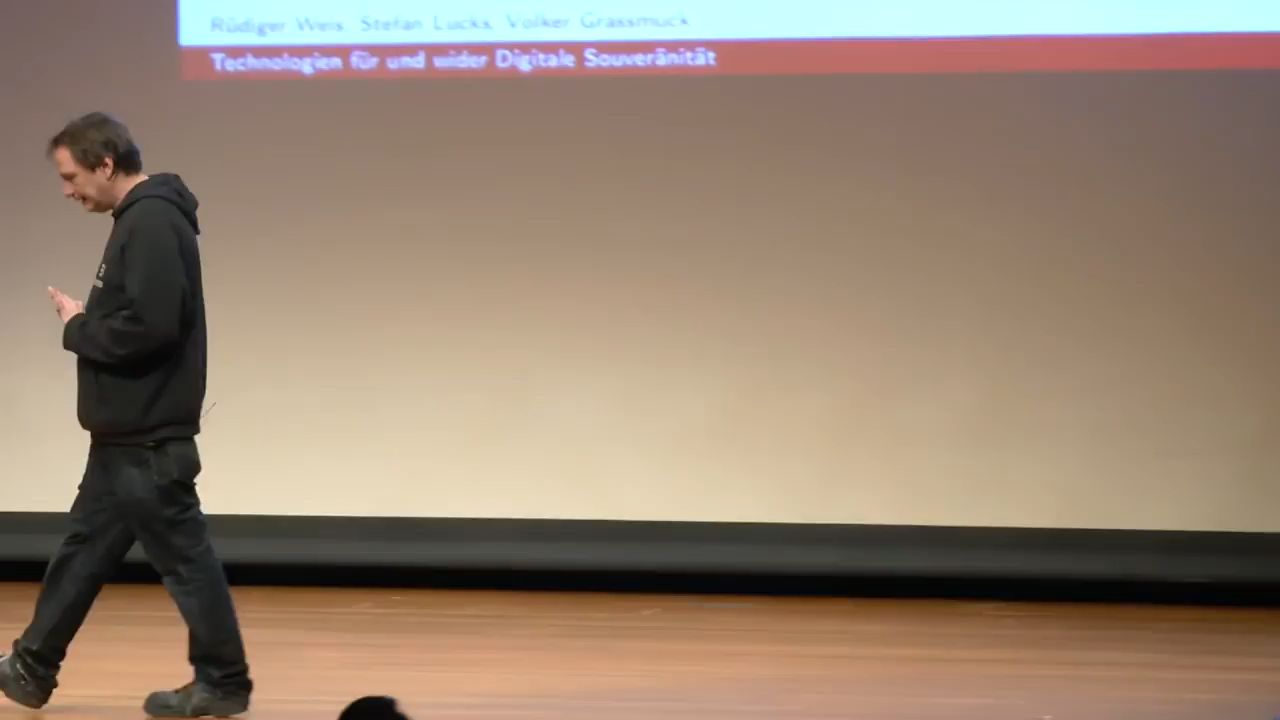 Rüdiger Weis, Stefan Lucks, Volker Grassmuck
Technologien für und wider Digitale Souveränität